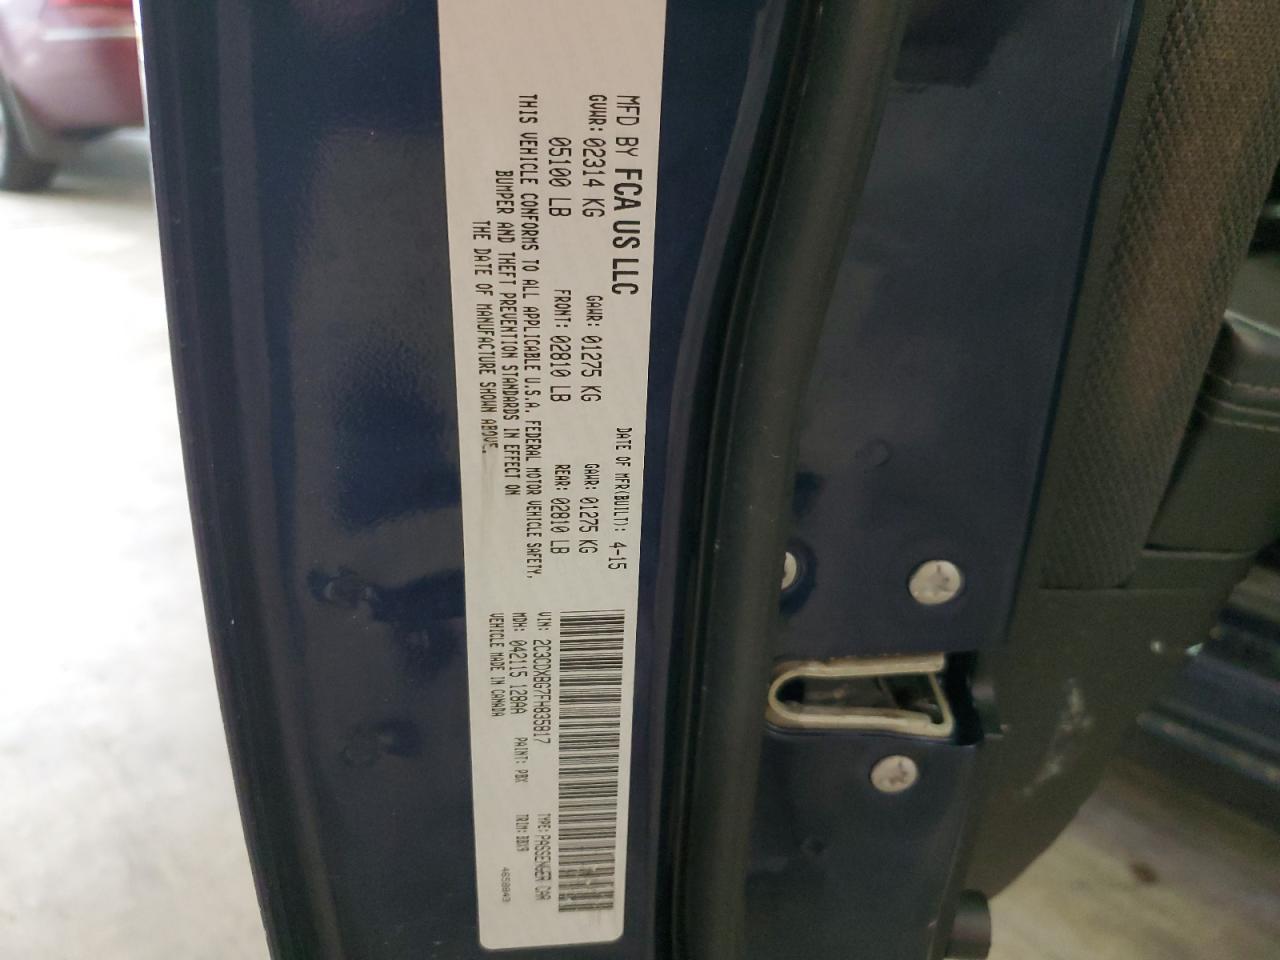 MFD BY FCA US LLC
DATE OF MFR(BUILT): 4-15
GVWR: 02314 KG
GAWR: 01275 KG
GAWR: 01275 KG
05100 LB
FRONT: 02810 LB
REAR: 02810 LB
THIS VEHICLE CONFORMS TO ALL APPLICABLE U.S.A. FEDERAL MOTOR VEHICLE SAFETY,
BUMPER AND THEFT PREVENTION STANDARDS IN EFFECT ON
THE DATE OF MANUFACTURE SHOWN ABOVE.
VIN: 2C3CDXBG7FH835817
TYPE: PASSENGER CAR
MDH: 042115 128AA
PAINT: PBX
TRIM: BBX9
VEHICLE MADE IN CANADA